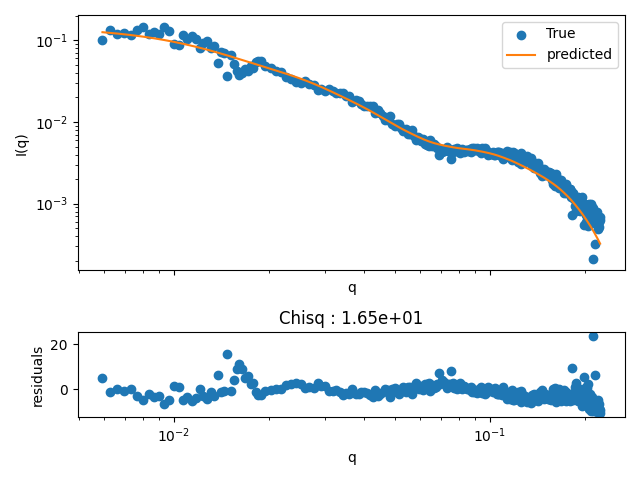 10⁻¹
10⁻²
10⁻³
I(q)
True
predicted
q
Chisq : 1.65e+01
20
0
residuals
10⁻²
10⁻¹
q